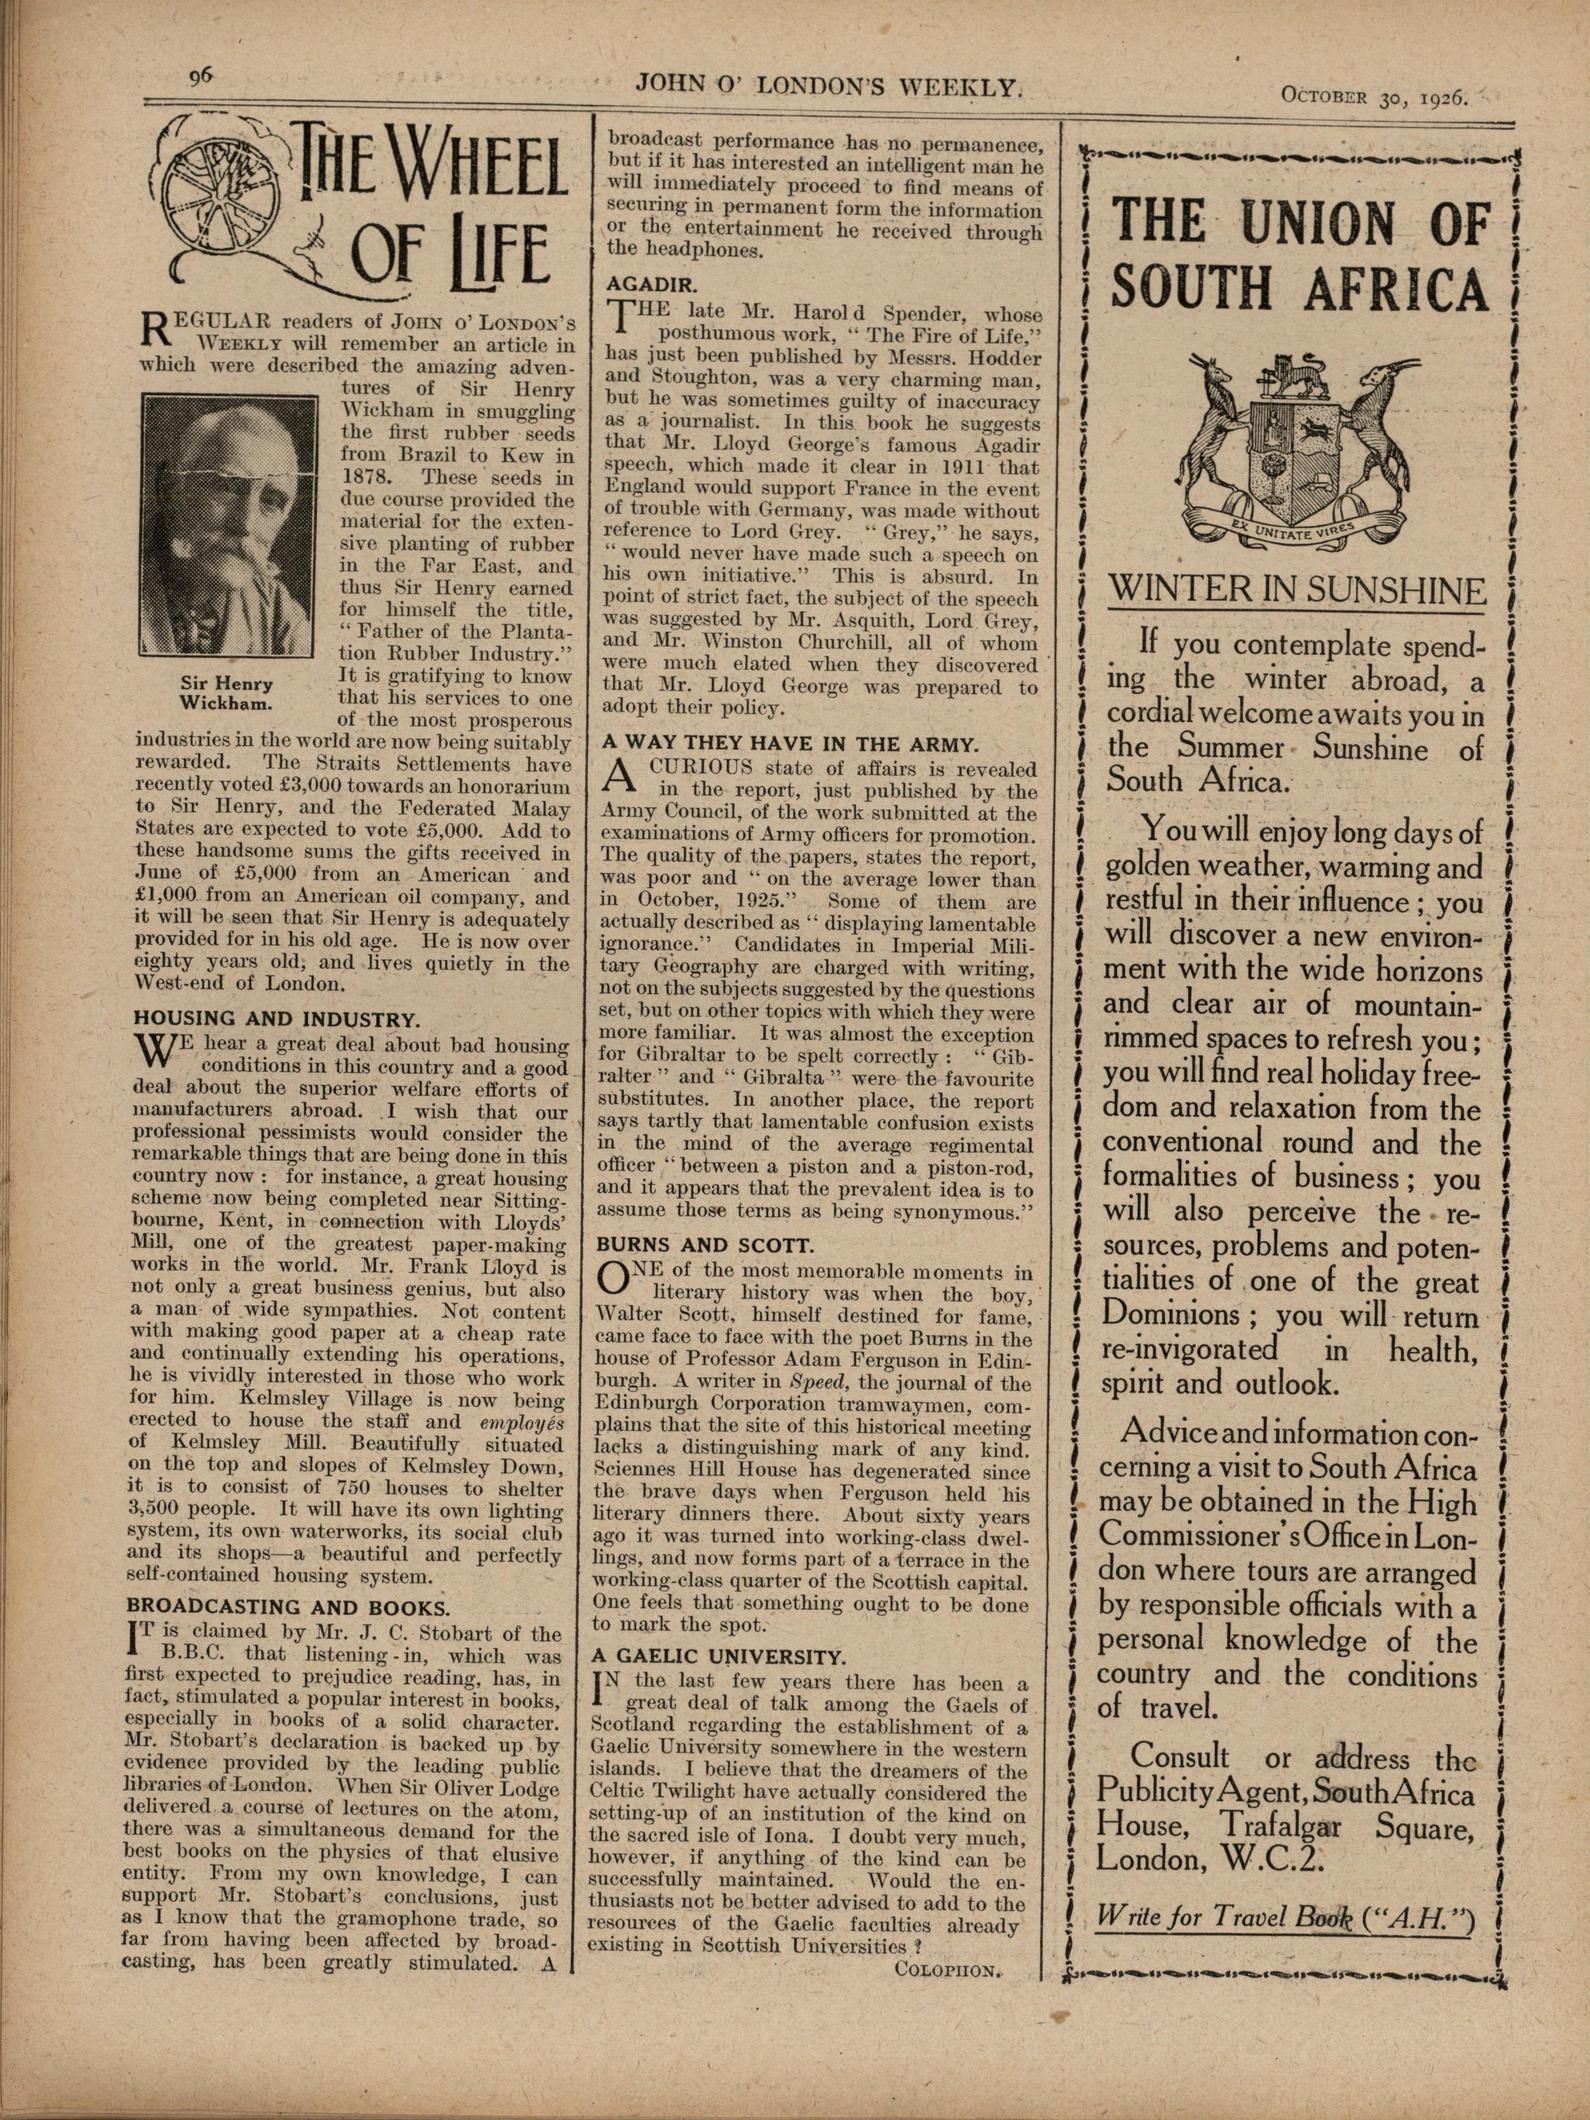 96
JOHN O' LONDON'S WEEKLY.
OCTOBER 30, 1926.
THE WHEEL
OF LIFE
REGULAR readers of JOHN O' LONDON'S
WEEKLY will remember an article in
which were described the amazing adven-
tures of Sir Henry
Wickham in smuggling
the first rubber seeds
from Brazil to Kew in
1878. These seeds in
due course provided the
material for the exten-
sive planting of rubber
in the Far East, and
thus Sir Henry earned
for himself the title,
" Father of the Planta-
tion Rubber Industry."
It is gratifying to know
that his services to one
of the most prosperous
Sir Henry
Wickham.
industries in the world are now being suitably
rewarded. The Straits Settlements have
recently voted £3,000 towards an honorarium
to Sir Henry, and the Federated Malay
States are expected to vote £5,000. Add to
these handsome sums the gifts received in
June of £5,000 from an American and
£1,000 from an American oil company, and
it will be seen that Sir Henry is adequately
provided for in his old age. He is now over
eighty years old, and lives quietly in the
West-end of London.
HOUSING AND INDUSTRY.
WE hear a great deal about bad housing
conditions in this country and a good
deal about the superior welfare efforts of
manufacturers abroad. I wish that our
professional pessimists would consider the
remarkable things that are being done in this
country now : for instance, a great housing
scheme now being completed near Sitting-
bourne, Kent, in connection with Lloyds'
Mill, one of the greatest paper-making
works in the world. Mr. Frank Lloyd is
not only a great business genius, but also
a man of wide sympathies. Not content
with making good paper at a cheap rate
and continually extending his operations,
he is vividly interested in those who work
for him. Kelmsley Village is now being
erected to house the staff and employés
of Kelmsley Mill. Beautifully situated
on the top and slopes of Kelmsley Down,
it is to consist of 750 houses to shelter
3,500 people. It will have its own lighting
system, its own waterworks, its social club
and its shops—a beautiful and perfectly
self-contained housing system.
BROADCASTING AND BOOKS.
IT is claimed by Mr. J. C. Stobart of the
B.B.C. that listening-in, which was
first expected to prejudice reading, has, in
fact, stimulated a popular interest in books,
especially in books of a solid character.
Mr. Stobart's declaration is backed up by
evidence provided by the leading public
libraries of London. When Sir Oliver Lodge
delivered a course of lectures on the atom,
there was a simultaneous demand for the
best books on the physics of that elusive
entity. From my own knowledge, I can
support Mr. Stobart's conclusions, just
as I know that the gramophone trade, so
far from having been affected by broad-
casting, has been greatly stimulated. A
broadcast performance has no permanence,
but if it has interested an intelligent man he
will immediately proceed to find means of
securing in permanent form the information
or the entertainment he received through
the headphones.
AGADIR.
THE late Mr. Harold Spender, whose
posthumous work, " The Fire of Life,"
has just been published by Messrs. Hodder
and Stoughton, was a very charming man,
but he was sometimes guilty of inaccuracy
as a journalist. In this book he suggests
that Mr. Lloyd George's famous Agadir
speech, which made it clear in 1911 that
England would support France in the event
of trouble with Germany, was made without
reference to Lord Grey. " Grey," he says,
" would never have made such a speech on
his own initiative." This is absurd. In
point of strict fact, the subject of the speech
was suggested by Mr. Asquith, Lord Grey,
and Mr. Winston Churchill, all of whom
were much elated when they discovered
that Mr. Lloyd George was prepared to
adopt their policy.
A WAY THEY HAVE IN THE ARMY.
A CURIOUS state of affairs is revealed
in the report, just published by the
Army Council, of the work submitted at the
examinations of Army officers for promotion.
The quality of the papers, states the report,
was poor and " on the average lower than
in October, 1925." Some of them are
actually described as " displaying lamentable
ignorance." Candidates in Imperial Mili-
tary Geography are charged with writing,
not on the subjects suggested by the questions
set, but on other topics with which they were
more familiar. It was almost the exception
for Gibraltar to be spelt correctly : " Gib-
ralter " and " Gibralta " were the favourite
substitutes. In another place, the report
says tartly that lamentable confusion exists
in the mind of the average regimental
officer " between a piston and a piston-rod,
and it appears that the prevalent idea is to
assume those terms as being synonymous."
BURNS AND SCOTT.
ONE of the most memorable moments in
literary history was when the boy,
Walter Scott, himself destined for fame,
came face to face with the poet Burns in the
house of Professor Adam Ferguson in Edin-
burgh. A writer in Speed, the journal of the
Edinburgh Corporation tramwaymen, com-
plains that the site of this historical meeting
lacks a distinguishing mark of any kind.
Sciennes Hill House has degenerated since
the brave days when Ferguson held his
literary dinners there. About sixty years
ago it was turned into working-class dwel-
lings, and now forms part of a terrace in the
working-class quarter of the Scottish capital.
One feels that something ought to be done
to mark the spot.
A GAELIC UNIVERSITY.
IN the last few years there has been a
great deal of talk among the Gaels of
Scotland regarding the establishment of a
Gaelic University somewhere in the western
islands. I believe that the dreamers of the
Celtic Twilight have actually considered the
setting-up of an institution of the kind on
the sacred isle of Iona. I doubt very much,
however, if anything of the kind can be
successfully maintained. Would the en-
thusiasts not be better advised to add to the
resources of the Gaelic faculties already
existing in Scottish Universities ?
COLOPHON.
THE UNION OF
SOUTH AFRICA
EX UNITATE VIRES
WINTER IN SUNSHINE
If you contemplate spend-
ing the winter abroad, a
cordial welcome awaits you in
the Summer Sunshine of
South Africa.
You will enjoy long days of
golden weather, warming and
restful in their influence ; you
will discover a new environ-
ment with the wide horizons
and clear air of mountain-
rimmed spaces to refresh you ;
you will find real holiday free-
dom and relaxation from the
conventional round and the
formalities of business ; you
will also perceive the re-
sources, problems and poten-
tialities of one of the great
Dominions ; you will return
re-invigorated in health,
spirit and outlook.
Advice and information con-
cerning a visit to South Africa
may be obtained in the High
Commissioner's Office in Lon-
don where tours are arranged
by responsible officials with a
personal knowledge of the
country and the conditions
of travel.
Consult or address the
Publicity Agent, South Africa
House, Trafalgar Square,
London, W.C.2.
Write for Travel Book ("A.H.")